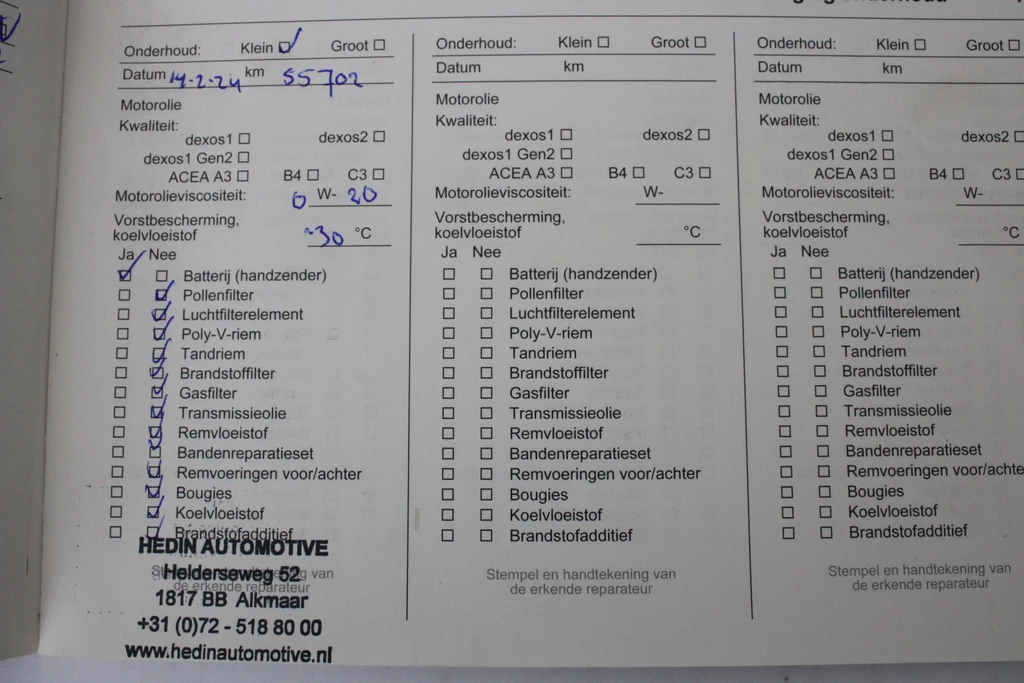 Onderhoud: Klein ☑ Groot ☐
Datum 14-2-24 km 55702
Motorolie
Kwaliteit:
dexos1 ☐ dexos2 ☐
dexos1 Gen2 ☐
ACEA A3 ☐ B4 ☐ C3 ☐
Motorolieviscositeit: 0 W- 20
Vorstbescherming,
koelvloeistof -30 °C
Ja Nee
☑ ☐ Batterij (handzender)
☐ ☑ Pollenfilter
☐ ☑ Luchtfilterelement
☐ ☑ Poly-V-riem
☐ ☑ Tandriem
☐ ☑ Brandstoffilter
☐ ☑ Gasfilter
☐ ☑ Transmissieolie
☐ ☑ Remvloeistof
☐ ☑ Bandenreparatieset
☐ ☑ Remvoeringen voor/achter
☐ ☑ Bougies
☐ ☑ Koelvloeistof
☐ ☑ Brandstofadditief
HEDIN AUTOMOTIVE
Helderseweg 52
1817 BB Alkmaar
+31 (0)72 - 518 80 00
www.hedinautomotive.nl
Onderhoud: Klein ☐ Groot ☐
Datum km
Motorolie
Kwaliteit:
dexos1 ☐ dexos2 ☐
dexos1 Gen2 ☐
ACEA A3 ☐ B4 ☐ C3 ☐
Motorolieviscositeit: W-
Vorstbescherming,
koelvloeistof °C
Ja Nee
☐ ☐ Batterij (handzender)
☐ ☐ Pollenfilter
☐ ☐ Luchtfilterelement
☐ ☐ Poly-V-riem
☐ ☐ Tandriem
☐ ☐ Brandstoffilter
☐ ☐ Gasfilter
☐ ☐ Transmissieolie
☐ ☐ Remvloeistof
☐ ☐ Bandenreparatieset
☐ ☐ Remvoeringen voor/achter
☐ ☐ Bougies
☐ ☐ Koelvloeistof
☐ ☐ Brandstofadditief
Stempel en handtekening van
de erkende reparateur
Onderhoud: Klein ☐ Groot ☐
Datum km
Motorolie
Kwaliteit:
dexos1 ☐ dexos2 ☐
dexos1 Gen2 ☐
ACEA A3 ☐ B4 ☐ C3 ☐
Motorolieviscositeit: W-
Vorstbescherming,
koelvloeistof °C
Ja Nee
☐ ☐ Batterij (handzender)
☐ ☐ Pollenfilter
☐ ☐ Luchtfilterelement
☐ ☐ Poly-V-riem
☐ ☐ Tandriem
☐ ☐ Brandstoffilter
☐ ☐ Gasfilter
☐ ☐ Transmissieolie
☐ ☐ Remvloeistof
☐ ☐ Bandenreparatieset
☐ ☐ Remvoeringen voor/achte
☐ ☐ Bougies
☐ ☐ Koelvloeistof
☐ ☐ Brandstofadditief
Stempel en handtekening van
de erkende reparateur